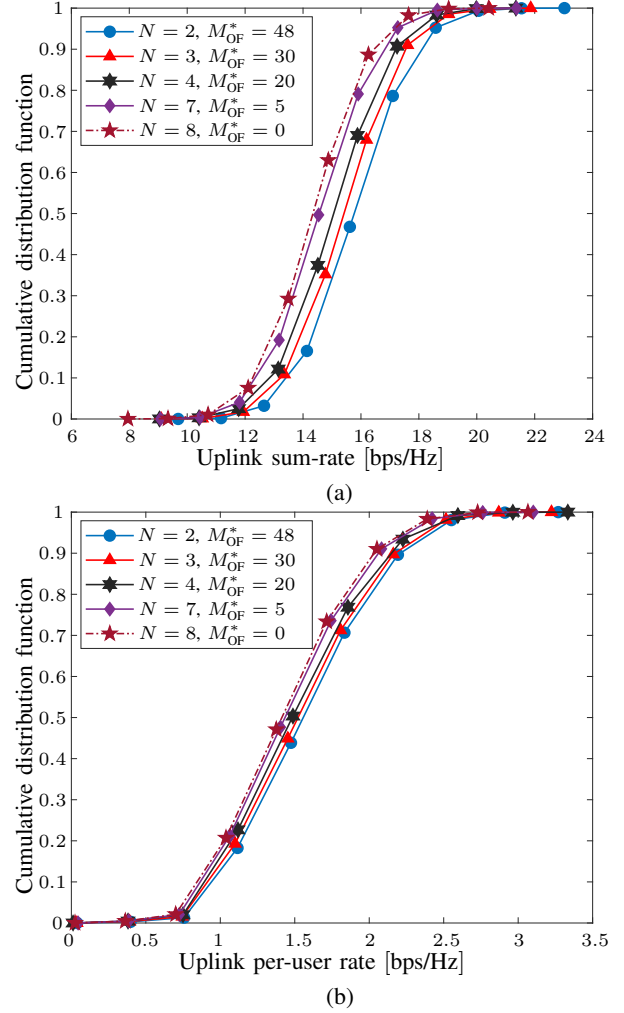 1
0.9
0.8
0.7
0.6
0.5
0.4
0.3
0.2
0.1
0
Cumulative distribution function
N = 2, M*OF = 48
N = 3, M*OF = 30
N = 4, M*OF = 20
N = 7, M*OF = 5
N = 8, M*OF = 0
6 8 10 12 14 16 18 20 22 24
Uplink sum-rate [bps/Hz]
(a)
1
0.9
0.8
0.7
0.6
0.5
0.4
0.3
0.2
0.1
0
Cumulative distribution function
N = 2, M*OF = 48
N = 3, M*OF = 30
N = 4, M*OF = 20
N = 7, M*OF = 5
N = 8, M*OF = 0
0 0.5 1 1.5 2 2.5 3 3.5
Uplink per-user rate [bps/Hz]
(b)